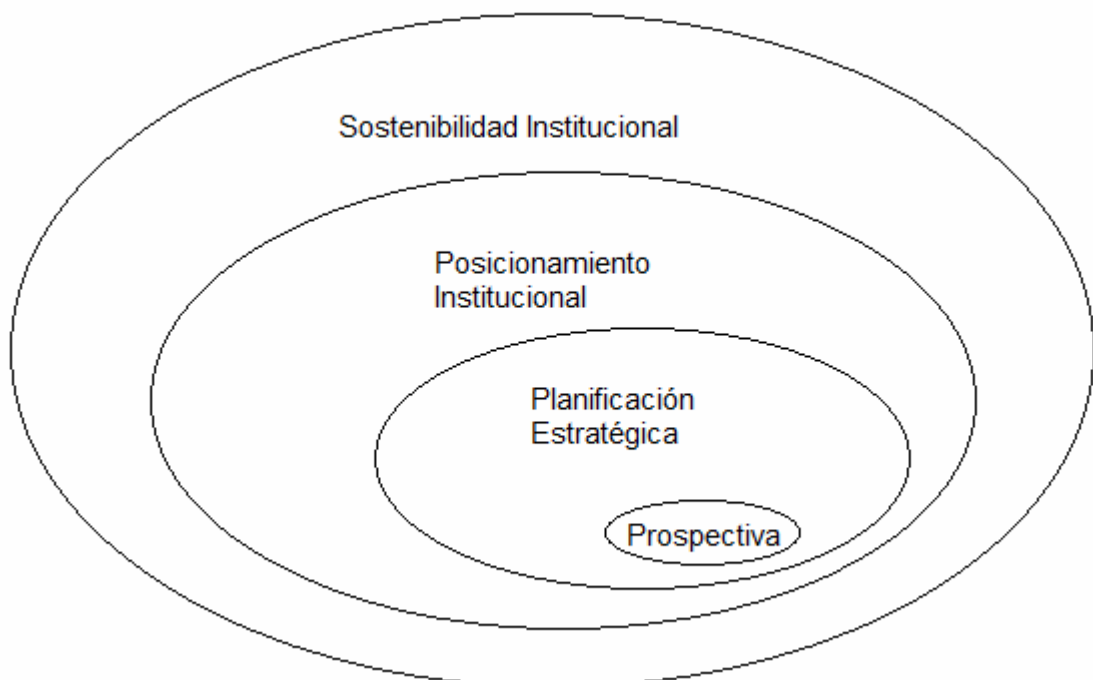 Sostenibilidad Institucional
Posicionamiento
Institucional
Planificación
Estratégica
Prospectiva